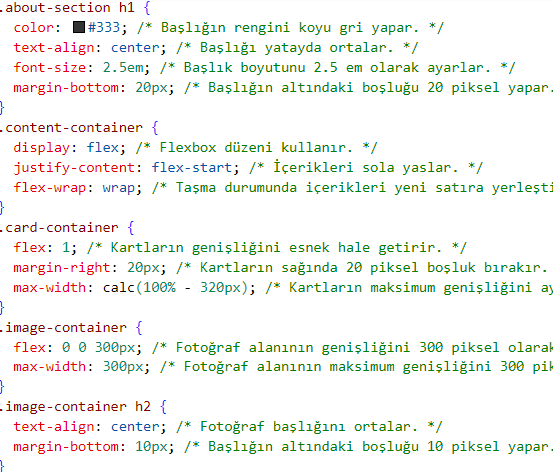 .about-section h1 {
color: #333; /* Başlığın rengini koyu gri yapar. */
text-align: center; /* Başlığı yatayda ortalar. */
font-size: 2.5em; /* Başlık boyutunu 2.5 em olarak ayarlar. */
margin-bottom: 20px; /* Başlığın altındaki boşluğu 20 piksel yapar.
}
.content-container {
display: flex; /* Flexbox düzeni kullanır. */
justify-content: flex-start; /* İçerikleri sola yaslar. */
flex-wrap: wrap; /* Taşma durumunda içerikleri yeni satıra yerleşti
}
.card-container {
flex: 1; /* Kartların genişliğini esnek hale getirir. */
margin-right: 20px; /* Kartların sağında 20 piksel boşluk bırakır.
max-width: calc(100% - 320px); /* Kartların maksimum genişliğini ay
}
.image-container {
flex: 0 0 300px; /* Fotoğraf alanının genişliğini 300 piksel olarak
max-width: 300px; /* Fotoğraf alanının maksimum genişliğini 300 pik
}
.image-container h2 {
text-align: center; /* Fotoğraf başlığını ortalar. */
margin-bottom: 10px; /* Başlığın altındaki boşluğu 10 piksel yapar.
}